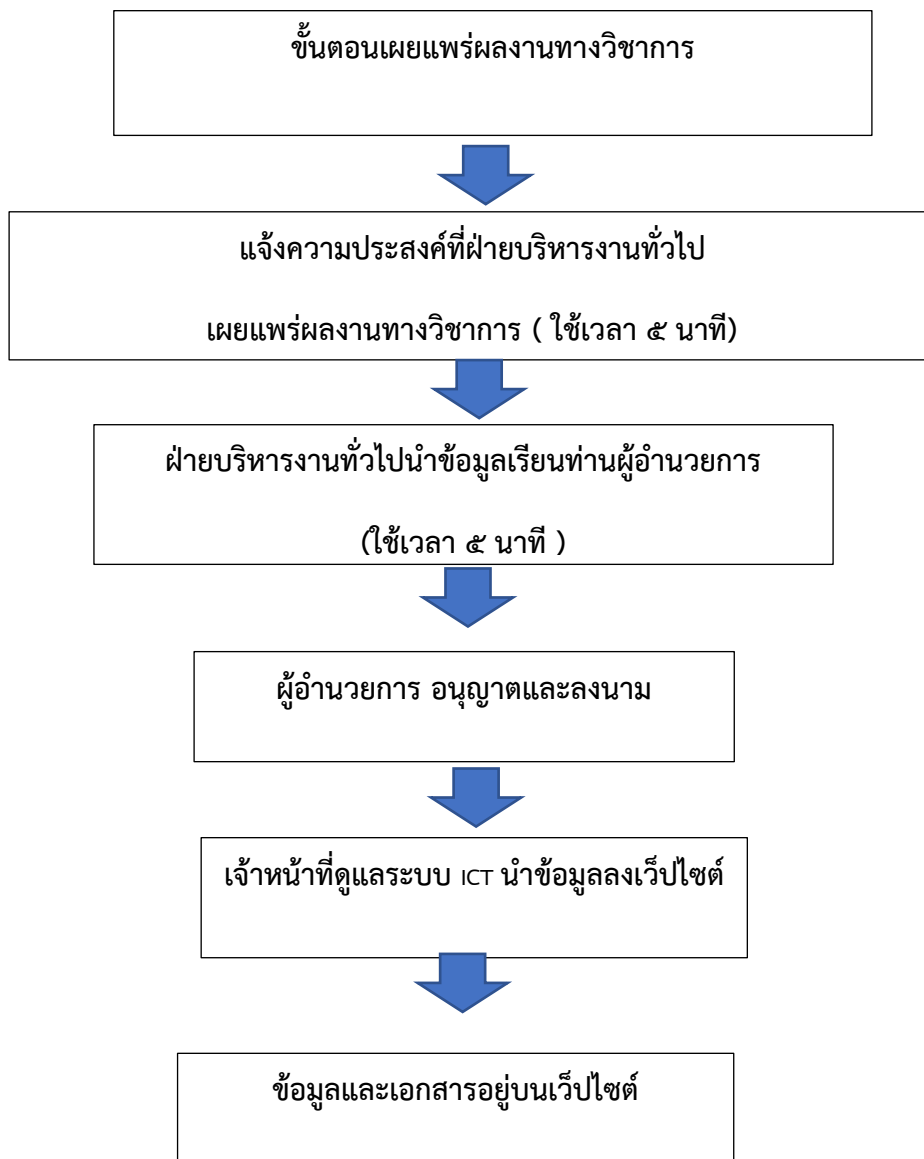 ขั้นตอนเผยแพร่ผลงานทางวิชาการ
แจ้งความประสงค์ที่ฝ่ายบริหารงานทั่วไป
เผยแพร่ผลงานทางวิชาการ ( ใช้เวลา ๕ นาที)
ฝ่ายบริหารงานทั่วไปนำข้อมูลเรียนท่านผู้อำนวยการ
(ใช้เวลา ๕ นาที )
ผู้อำนวยการ อนุญาตและลงนาม
เจ้าหน้าที่ดูแลระบบ ICT นำข้อมูลลงเว็ปไซต์
ข้อมูลและเอกสารอยู่บนเว็ปไซต์